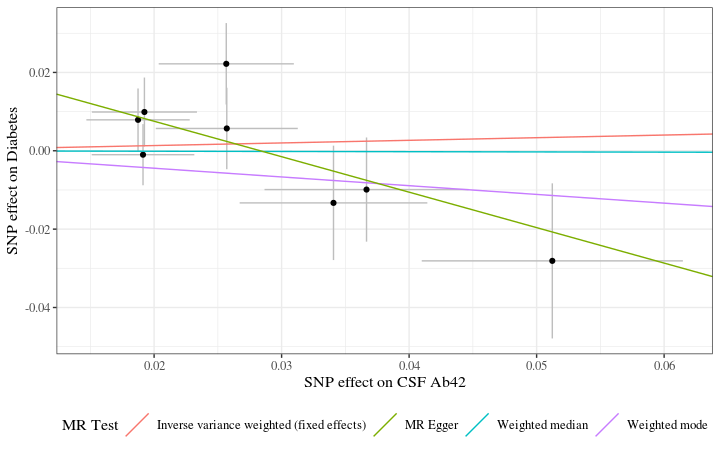 SNP effect on Diabetes
0.02
0.00
-0.02
-0.04
0.02 0.03 0.04 0.05 0.06
SNP effect on CSF Ab42
MR Test Inverse variance weighted (fixed effects) MR Egger Weighted median Weighted mode